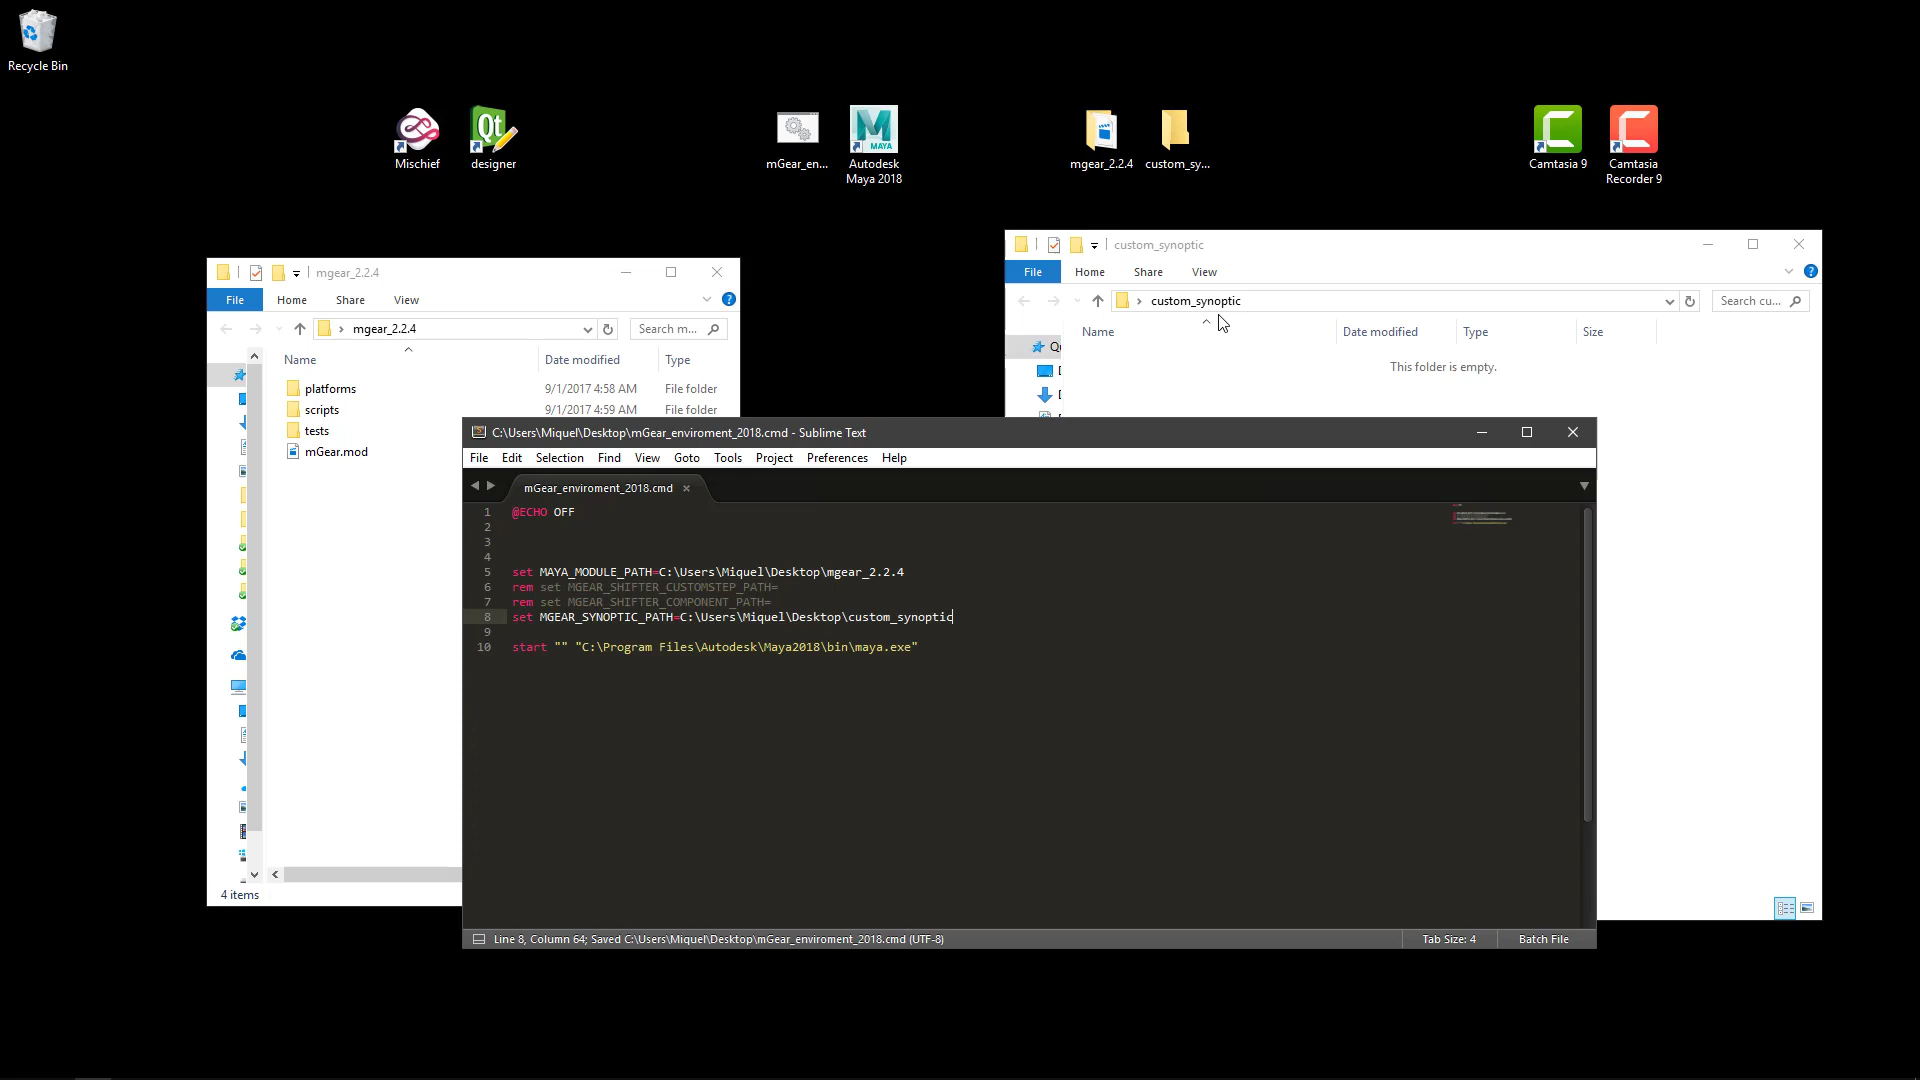 Recycle Bin
Mischief
designer
mGear_en...
Autodesk
Maya 2018
mgear_2.2.4
custom_sy...
Camtasia 9
Camtasia
Recorder 9
mgear_2.2.4
File Home Share View
mgear_2.2.4
Search m...
Name Date modified Type
platforms 9/1/2017 4:58 AM File folder
scripts 9/1/2017 4:59 AM File folder
tests
mGear.mod
4 items
custom_synoptic
File Home Share View
custom_synoptic
Search cu...
Name Date modified Type Size
This folder is empty.
C:\Users\Miquel\Desktop\mGear_enviroment_2018.cmd - Sublime Text
File Edit Selection Find View Goto Tools Project Preferences Help
mGear_enviroment_2018.cmd
1 @ECHO OFF
2
3
4
5 set MAYA_MODULE_PATH=C:\Users\Miquel\Desktop\mgear_2.2.4
6 rem set MGEAR_SHIFTER_CUSTOMSTEP_PATH=
7 rem set MGEAR_SHIFTER_COMPONENT_PATH=
8 set MGEAR_SYNOPTIC_PATH=C:\Users\Miquel\Desktop\custom_synoptic
9
10 start "" "C:\Program Files\Autodesk\Maya2018\bin\maya.exe"
Line 8, Column 64; Saved C:\Users\Miquel\Desktop\mGear_enviroment_2018.cmd (UTF-8)
Tab Size: 4
Batch File